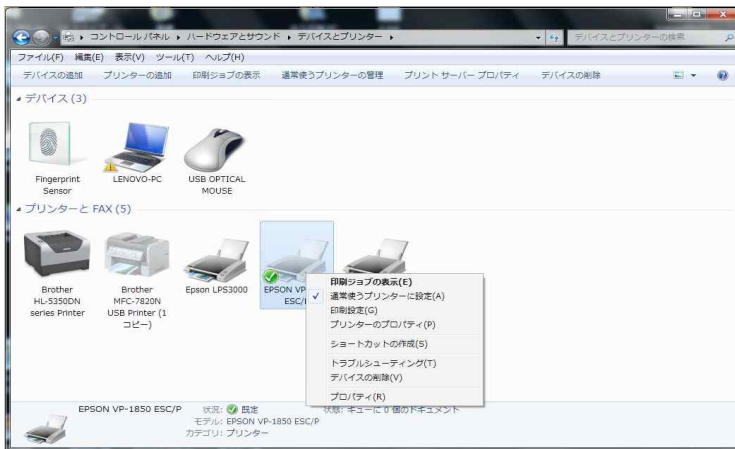 コントロール パネル ▸ ハードウェアとサウンド ▸ デバイスとプリンター ▸
デバイスとプリンターの検索
ファイル(F) 編集(E) 表示(V) ツール(T) ヘルプ(H)
デバイスの追加 プリンターの追加 印刷ジョブの表示 通常使うプリンターの管理 プリント サーバー プロパティ デバイスの削除
デバイス (3)
Fingerprint
Sensor
LENOVO-PC
USB OPTICAL
MOUSE
プリンターと FAX (5)
Brother
HL-5350DN
series Printer
Brother
MFC-7820N
USB Printer (1
コピー)
Epson LPS3000
EPSON VP
ESC/
印刷ジョブの表示(E)
通常使うプリンターに設定(A)
印刷設定(G)
プリンターのプロパティ(P)
ショートカットの作成(S)
トラブルシューティング(T)
デバイスの削除(V)
プロパティ(R)
EPSON VP-1850 ESC/P 状況: 既定 状態: キューに 0 個のドキュメント
モデル: EPSON VP-1850 ESC/P
カテゴリ: プリンター